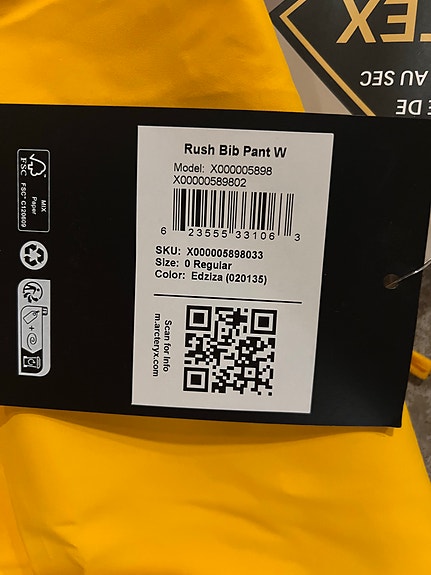 TEX
AU SEC
DE
Rush Bib Pant W
Model: X000005898
X00000589802
6 23555 33106 3
SKU: X000005898033
Size: 0 Regular
Color: Edziza (020135)
Scan for Info
m.arcteryx.com
FSC
MIX
Paper
FSC™ C120609